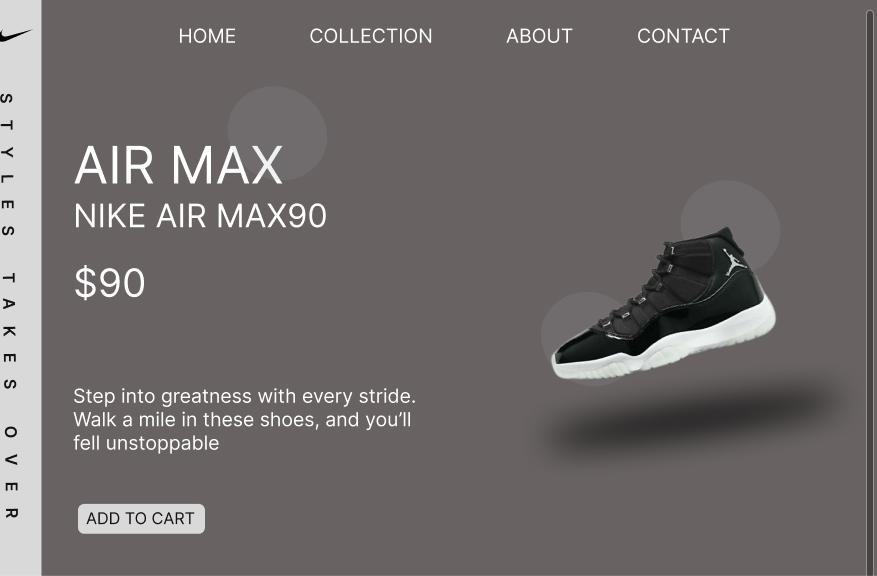 HOME COLLECTION ABOUT CONTACT
STYLES TAKES OVER
AIR MAX
NIKE AIR MAX90
$90
Step into greatness with every stride.
Walk a mile in these shoes, and you’ll
fell unstoppable
ADD TO CART